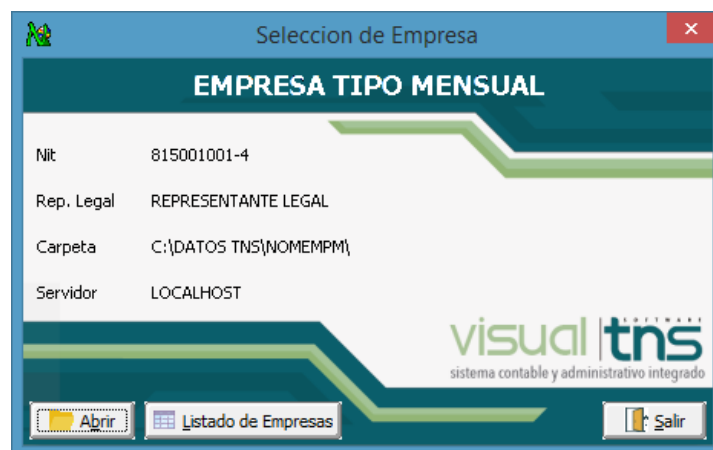 Seleccion de Empresa
EMPRESA TIPO MENSUAL
Nit 815001001-4
Rep. Legal REPRESENTANTE LEGAL
Carpeta C:\DATOS TNS\NOMEMPM\
Servidor LOCALHOST
SOFTWARE
visual tns
sistema contable y administrativo integrado
Abrir Listado de Empresas Salir